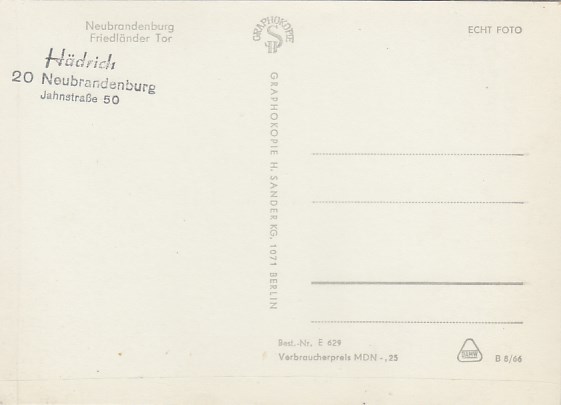 Neubrandenburg
Friedländer Tor
Hädrich
20 Neubrandenburg
Jahnstraße 50
GRAPHOKOPIE
GRAPHOKOPIE H. SANDER KG. 1071 BERLIN
ECHT FOTO
Best.-Nr. E 629
Verbraucherpreis MDN -,25
B 8/66